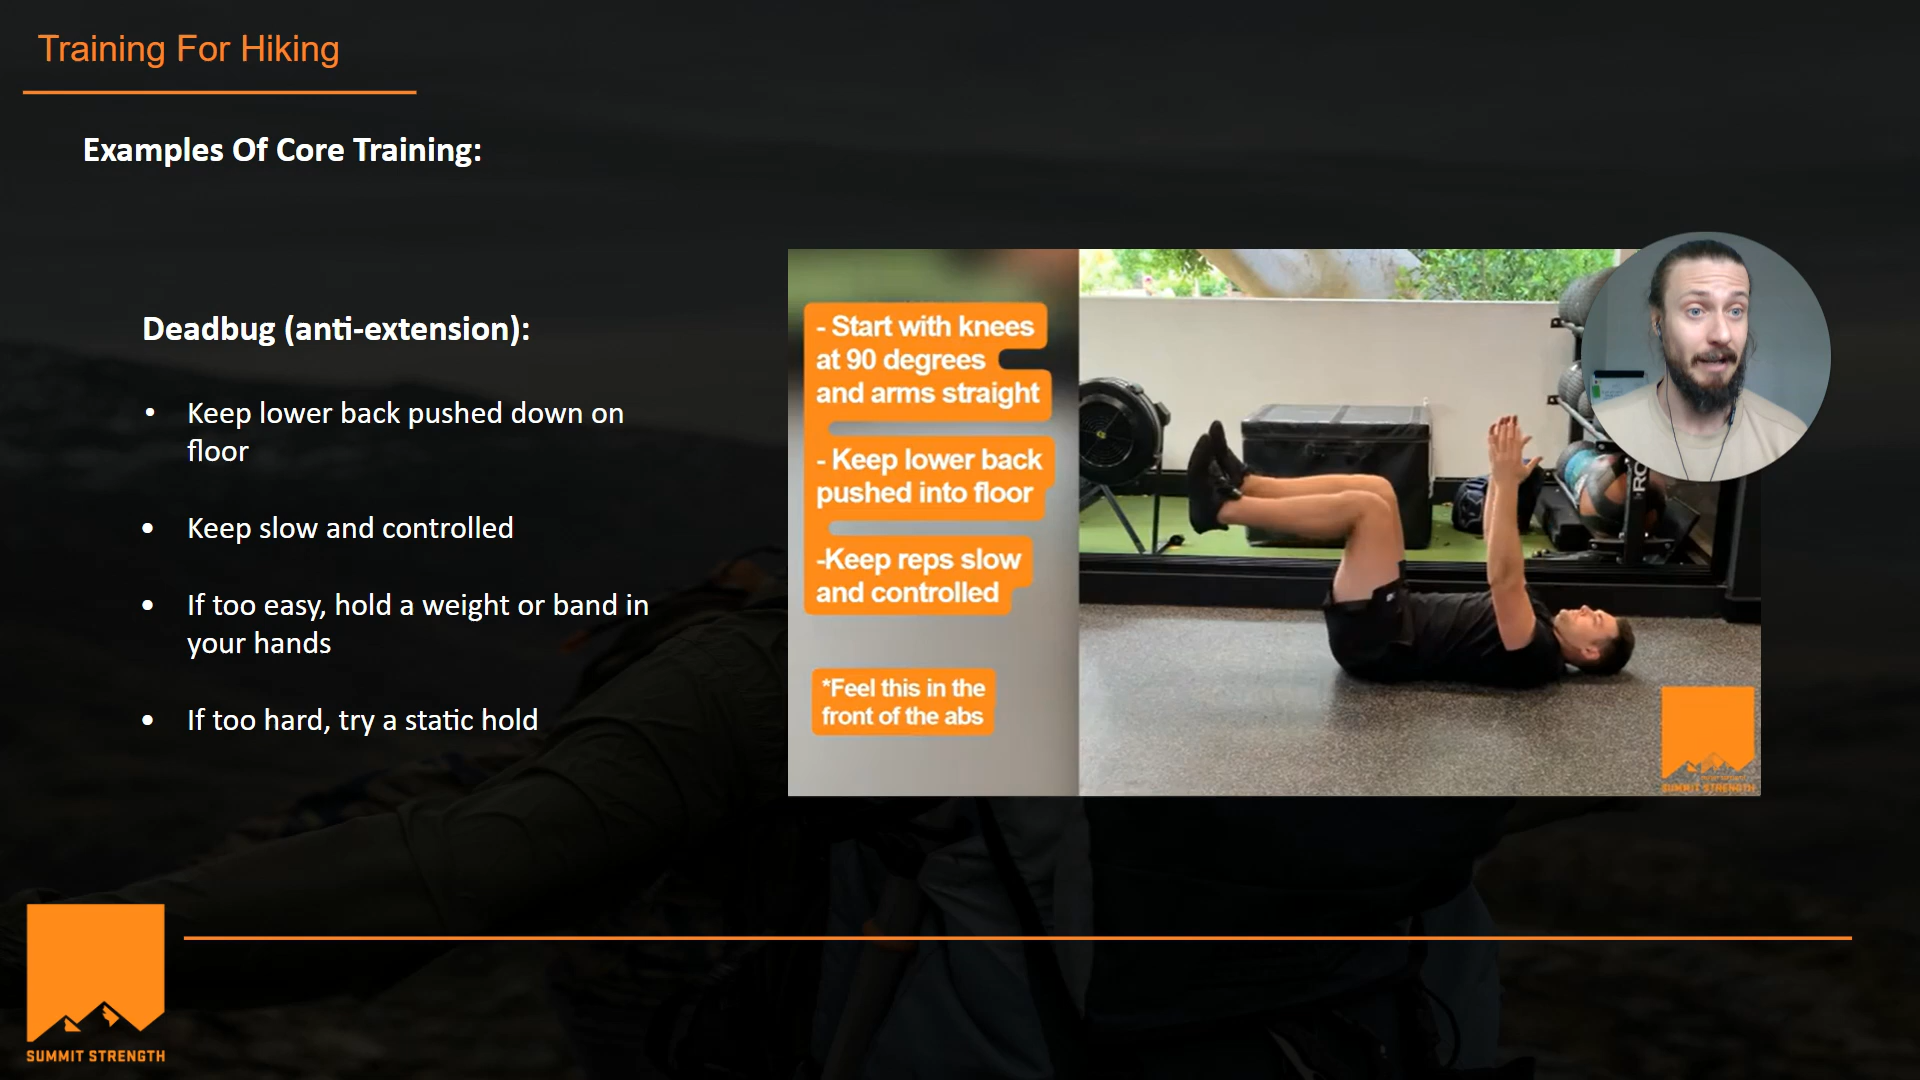 Training For Hiking
Examples Of Core Training:
Deadbug (anti-extension):
• Keep lower back pushed down on
floor
• Keep slow and controlled
• If too easy, hold a weight or band in
your hands
• If too hard, try a static hold
- Start with knees
at 90 degrees
and arms straight
- Keep lower back
pushed into floor
-Keep reps slow
and controlled
*Feel this in the
front of the abs
RO
SUMMIT STRENGTH
SUMMIT STRENGTH